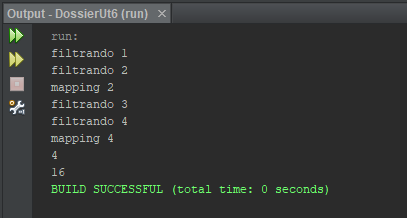 Output - DossierUt6 (run) ×
run:
filtrando 1
filtrando 2
mapping 2
filtrando 3
filtrando 4
mapping 4
4
16
BUILD SUCCESSFUL (total time: 0 seconds)